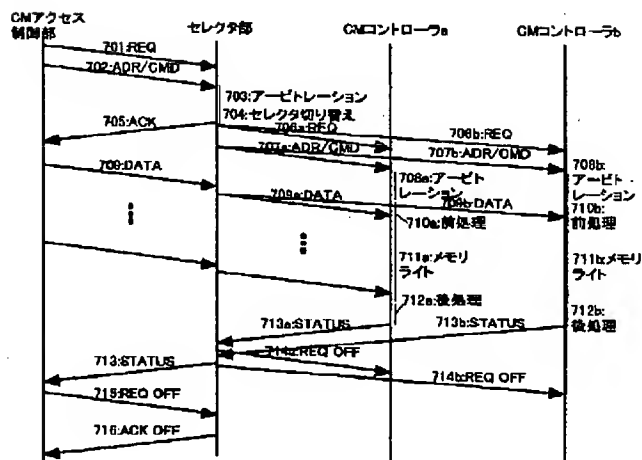 CMアクセス
制御部
セレクタ部
CMコントローラa
CMコントローラb
701:REQ
702:ADR/CMD
703:アービトレーション
704:セレクタ切り替え
705:ACK
706a:REQ
706b:REQ
707a:ADR/CMD
707b:ADR/CMD
708a:アービト
レーション
708b:
アービト
レーション
709:DATA
709a:DATA
709b:DATA
710a:前処理
710b:
前処理
711a:メモリ
ライト
711b:メモリ
ライト
712a:後処理
712b:
後処理
713a:STATUS
713b:STATUS
713:STATUS
714a:REQ OFF
714b:REQ OFF
715:REQ OFF
716:ACK OFF